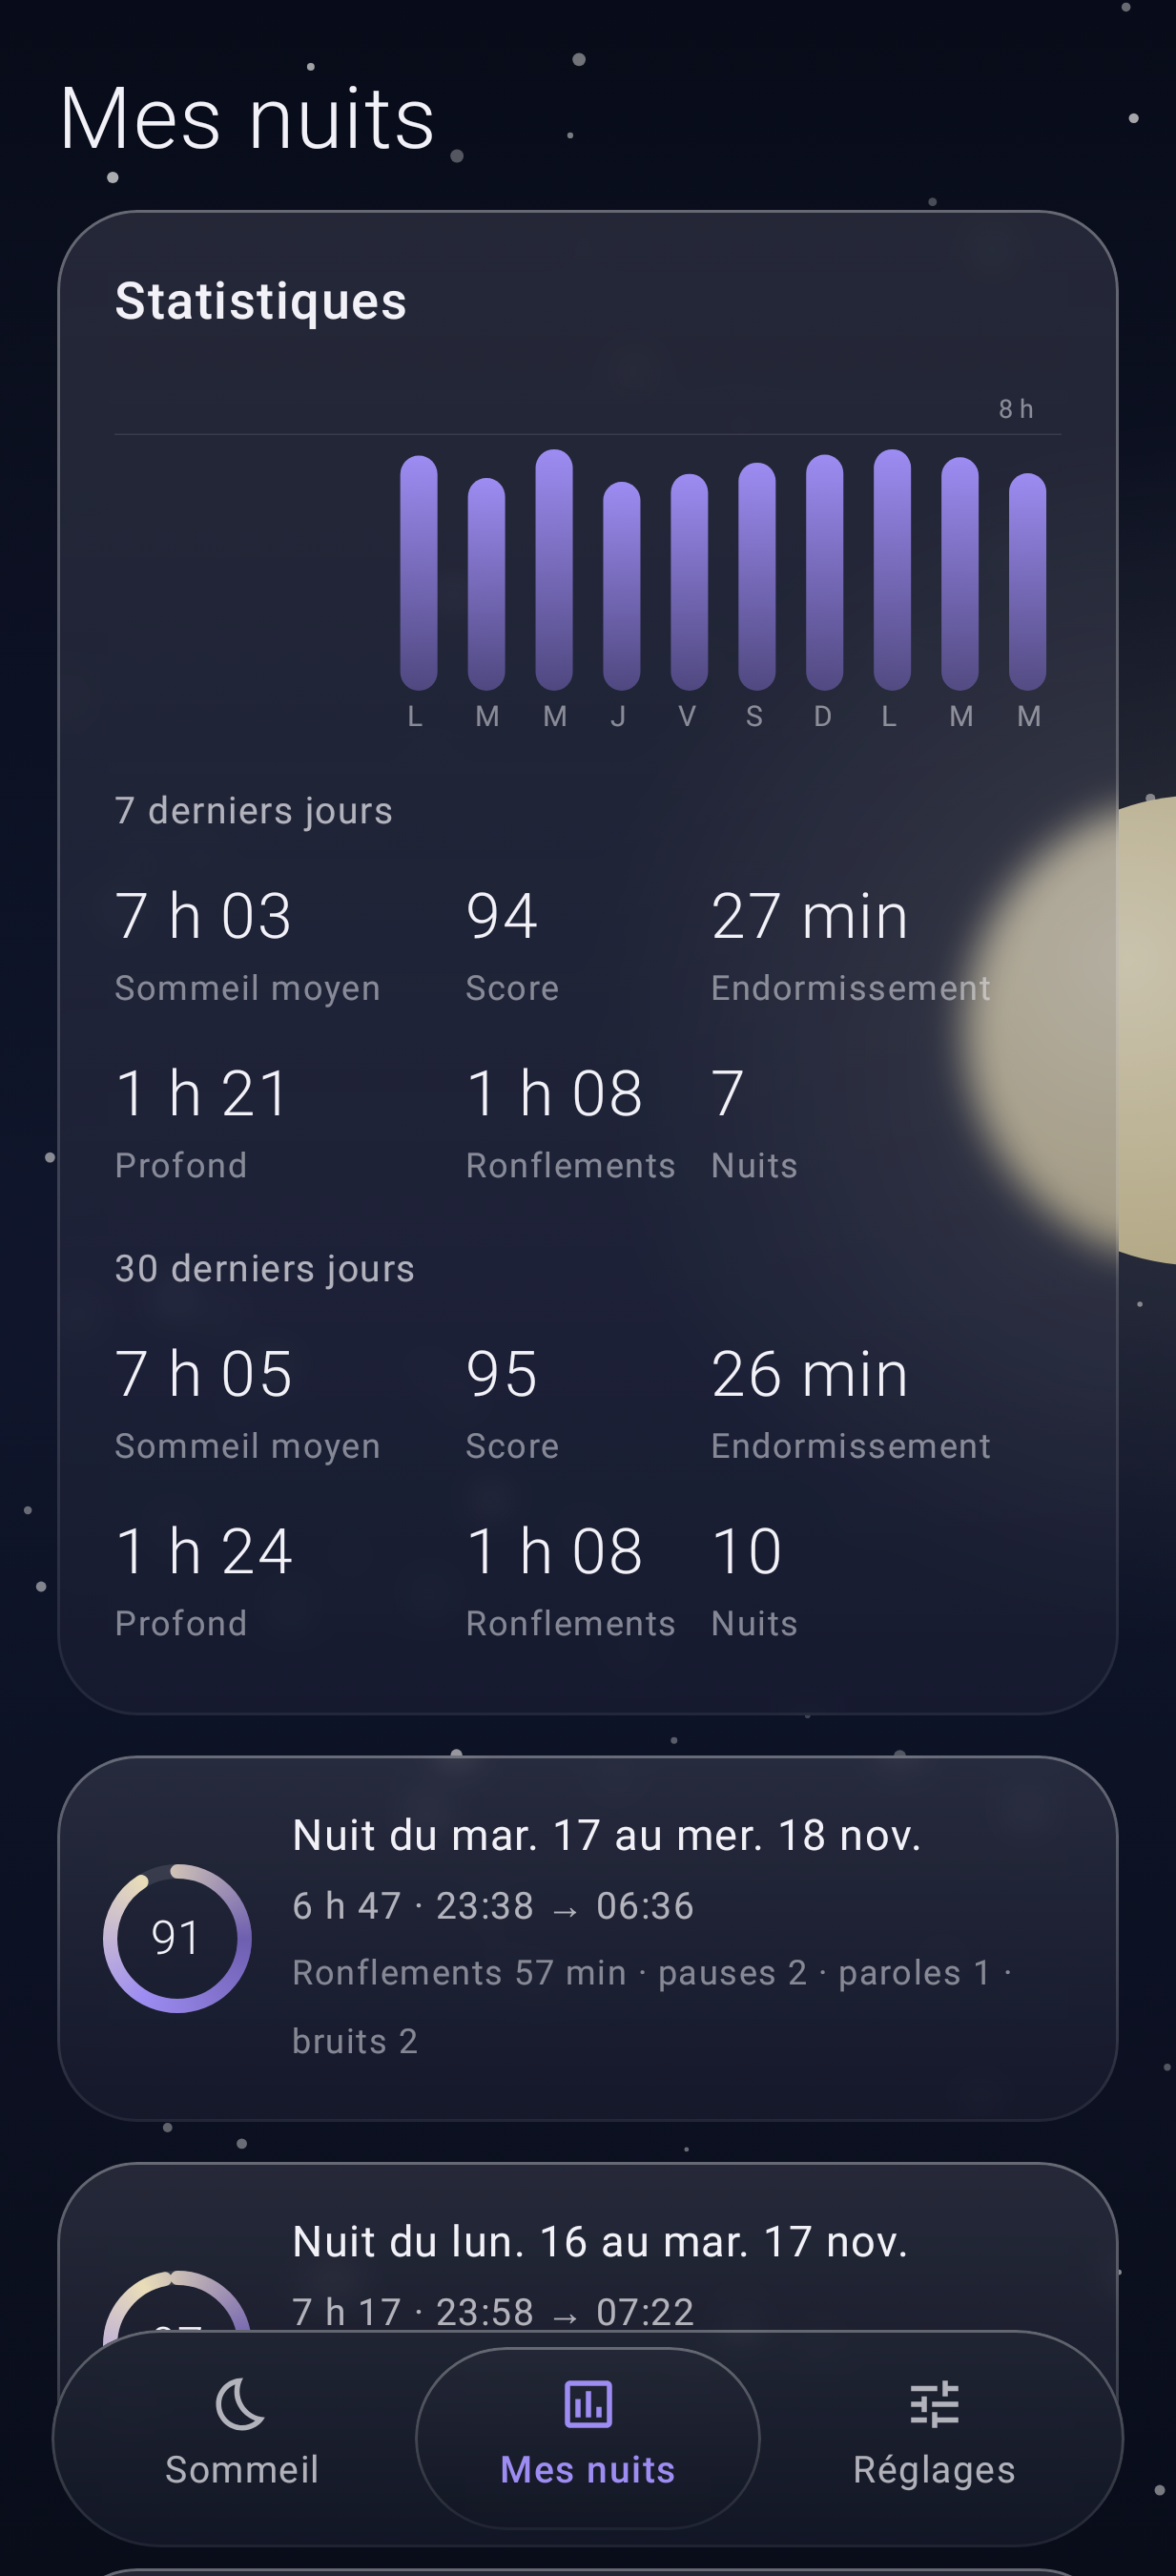 Mes nuits
Statistiques
8 h
L M M J V S D L M M
7 derniers jours
7 h 03 94 27 min
Sommeil moyen Score Endormissement
1 h 21 1 h 08 7
Profond Ronflements Nuits
30 derniers jours
7 h 05 95 26 min
Sommeil moyen Score Endormissement
1 h 24 1 h 08 10
Profond Ronflements Nuits
Nuit du mar. 17 au mer. 18 nov.
91
6 h 47 · 23:38 → 06:36
Ronflements 57 min · pauses 2 · paroles 1 ·
bruits 2
Nuit du lun. 16 au mar. 17 nov.
7 h 17 · 23:58 → 07:22
Sommeil Mes nuits Réglages